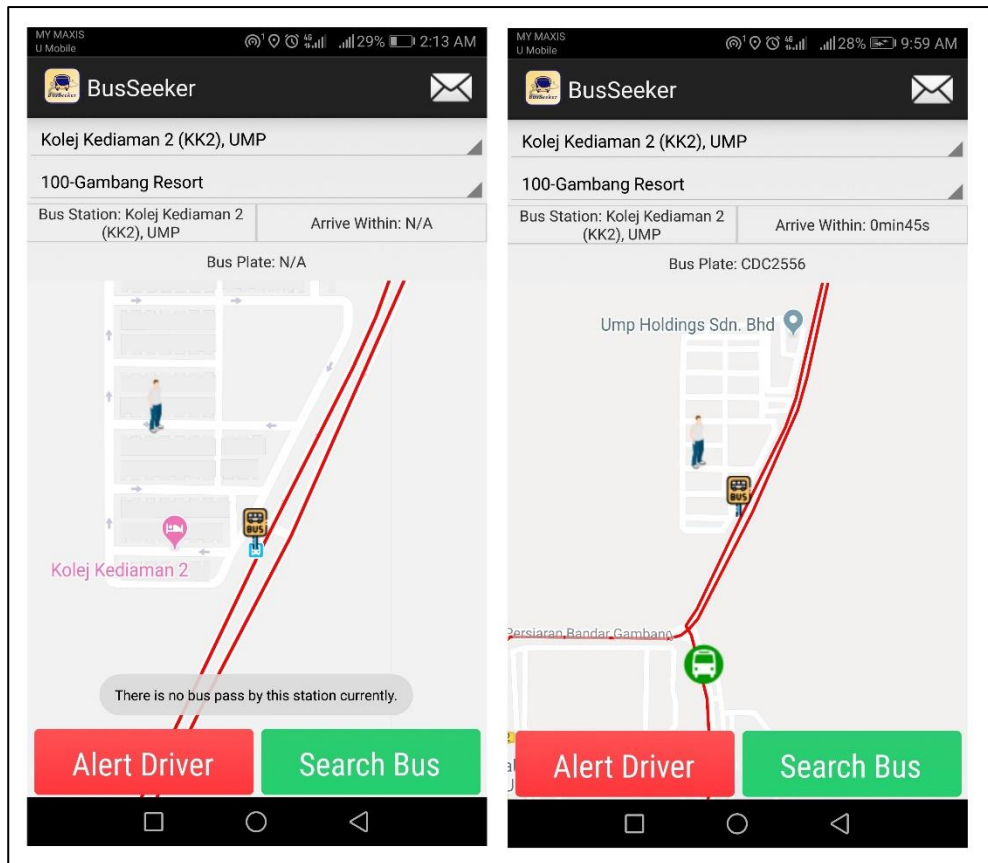 MY MAXIS
U Mobile
29% 2:13 AM
BusSeeker
Kolej Kediaman 2 (KK2), UMP
100-Gambang Resort
Bus Station: Kolej Kediaman 2
(KK2), UMP
Arrive Within: N/A
Bus Plate: N/A
BUS
Kolej Kediaman 2
There is no bus pass by this station currently.
Alert Driver
Search Bus
MY MAXIS
U Mobile
28% 9:59 AM
BusSeeker
Kolej Kediaman 2 (KK2), UMP
100-Gambang Resort
Bus Station: Kolej Kediaman 2
(KK2), UMP
Arrive Within: 0min45s
Bus Plate: CDC2556
Ump Holdings Sdn. Bhd
BUS
Persiaran Bandar Gambang
Alert Driver
Search Bus